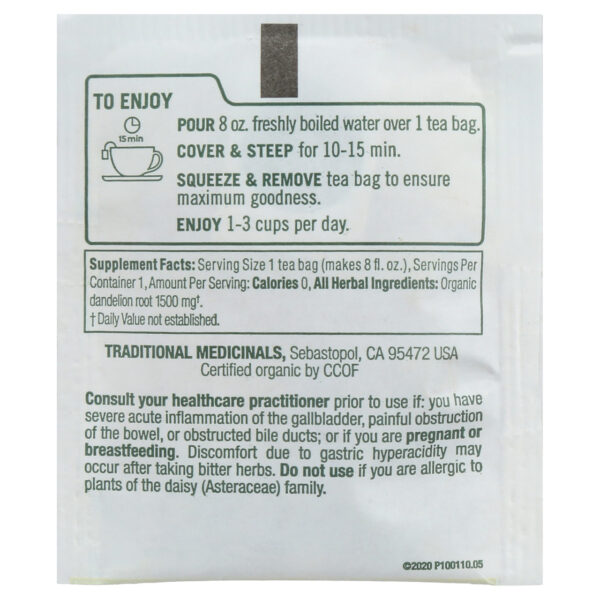 TO ENJOY
15 min
POUR 8 oz. freshly boiled water over 1 tea bag.
COVER & STEEP for 10-15 min.
SQUEEZE & REMOVE tea bag to ensure
maximum goodness.
ENJOY 1-3 cups per day.
Supplement Facts: Serving Size 1 tea bag (makes 8 fl. oz.), Servings Per
Container 1, Amount Per Serving: Calories 0, All Herbal Ingredients: Organic
dandelion root 1500 mg†.
† Daily Value not established.
TRADITIONAL MEDICINALS, Sebastopol, CA 95472 USA
Certified organic by CCOF
Consult your healthcare practitioner prior to use if: you have
severe acute inflammation of the gallbladder, painful obstruction
of the bowel, or obstructed bile ducts; or if you are pregnant or
breastfeeding. Discomfort due to gastric hyperacidity may
occur after taking bitter herbs. Do not use if you are allergic to
plants of the daisy (Asteraceae) family.
©2020 P100110.05